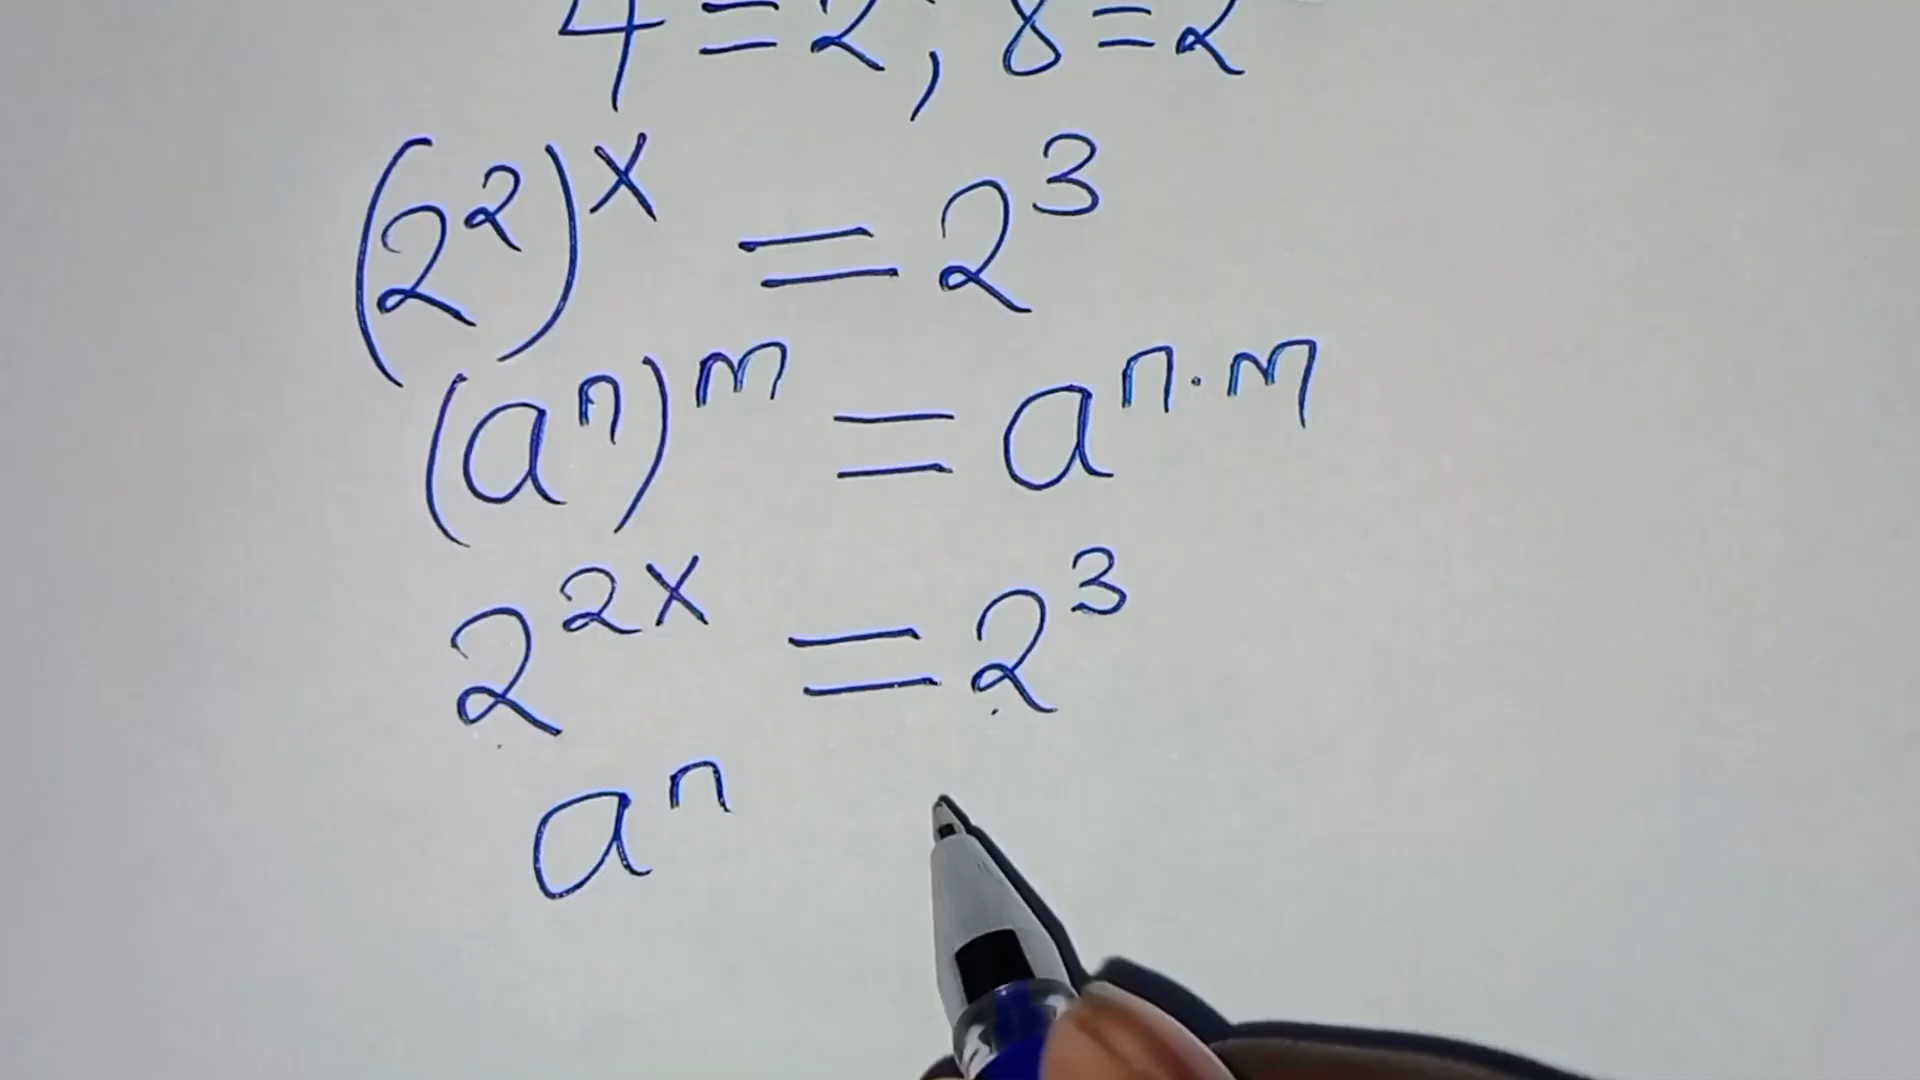 4 = 2 , 8 = 2
(2²)ˣ = 2³
(aⁿ)ᵐ = aⁿ·ᵐ
2²ˣ = 2³
aⁿ